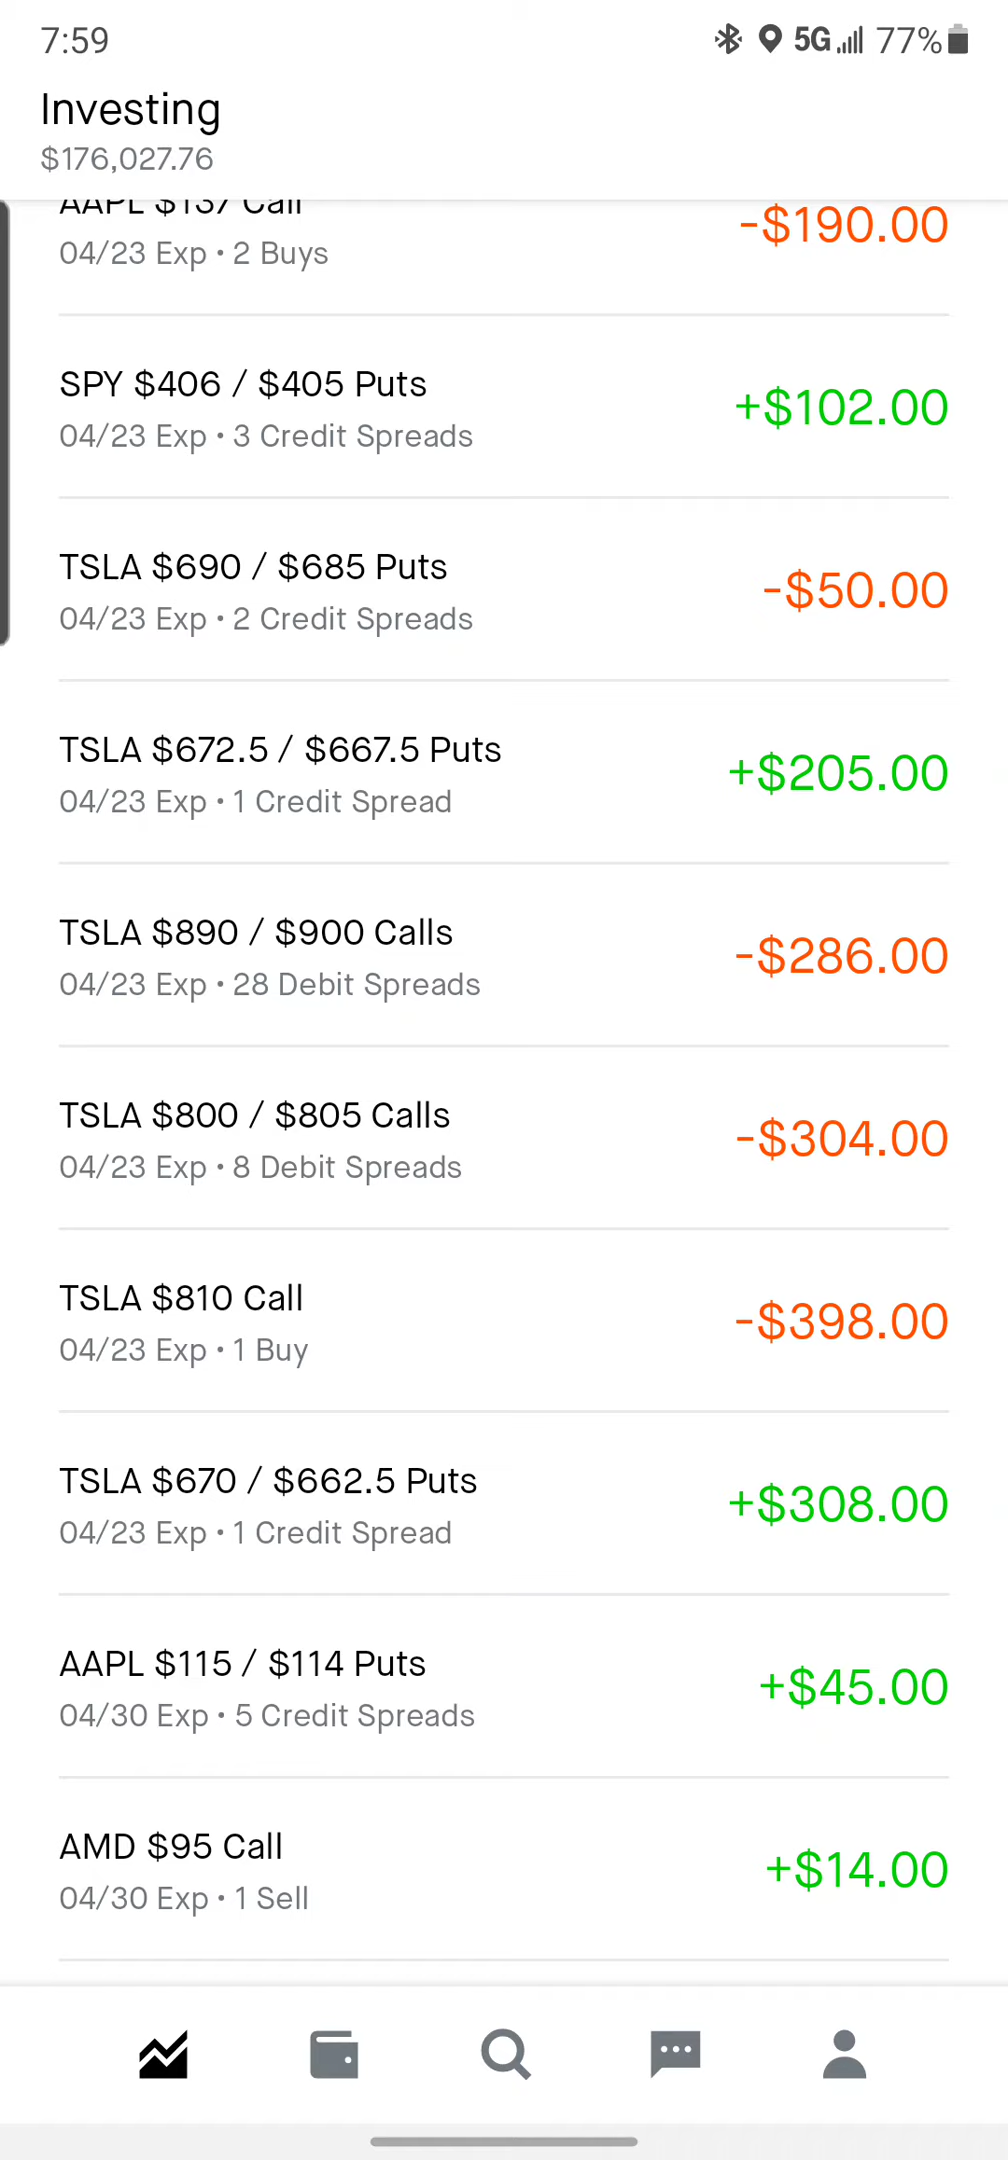 7:59
5G 77%
Investing
$176,027.76
AAPL $137 Call
-$190.00
04/23 Exp • 2 Buys
SPY $406 / $405 Puts
+$102.00
04/23 Exp • 3 Credit Spreads
TSLA $690 / $685 Puts
-$50.00
04/23 Exp • 2 Credit Spreads
TSLA $672.5 / $667.5 Puts
+$205.00
04/23 Exp • 1 Credit Spread
TSLA $890 / $900 Calls
-$286.00
04/23 Exp • 28 Debit Spreads
TSLA $800 / $805 Calls
-$304.00
04/23 Exp • 8 Debit Spreads
TSLA $810 Call
-$398.00
04/23 Exp • 1 Buy
TSLA $670 / $662.5 Puts
+$308.00
04/23 Exp • 1 Credit Spread
AAPL $115 / $114 Puts
+$45.00
04/30 Exp • 5 Credit Spreads
AMD $95 Call
+$14.00
04/30 Exp • 1 Sell